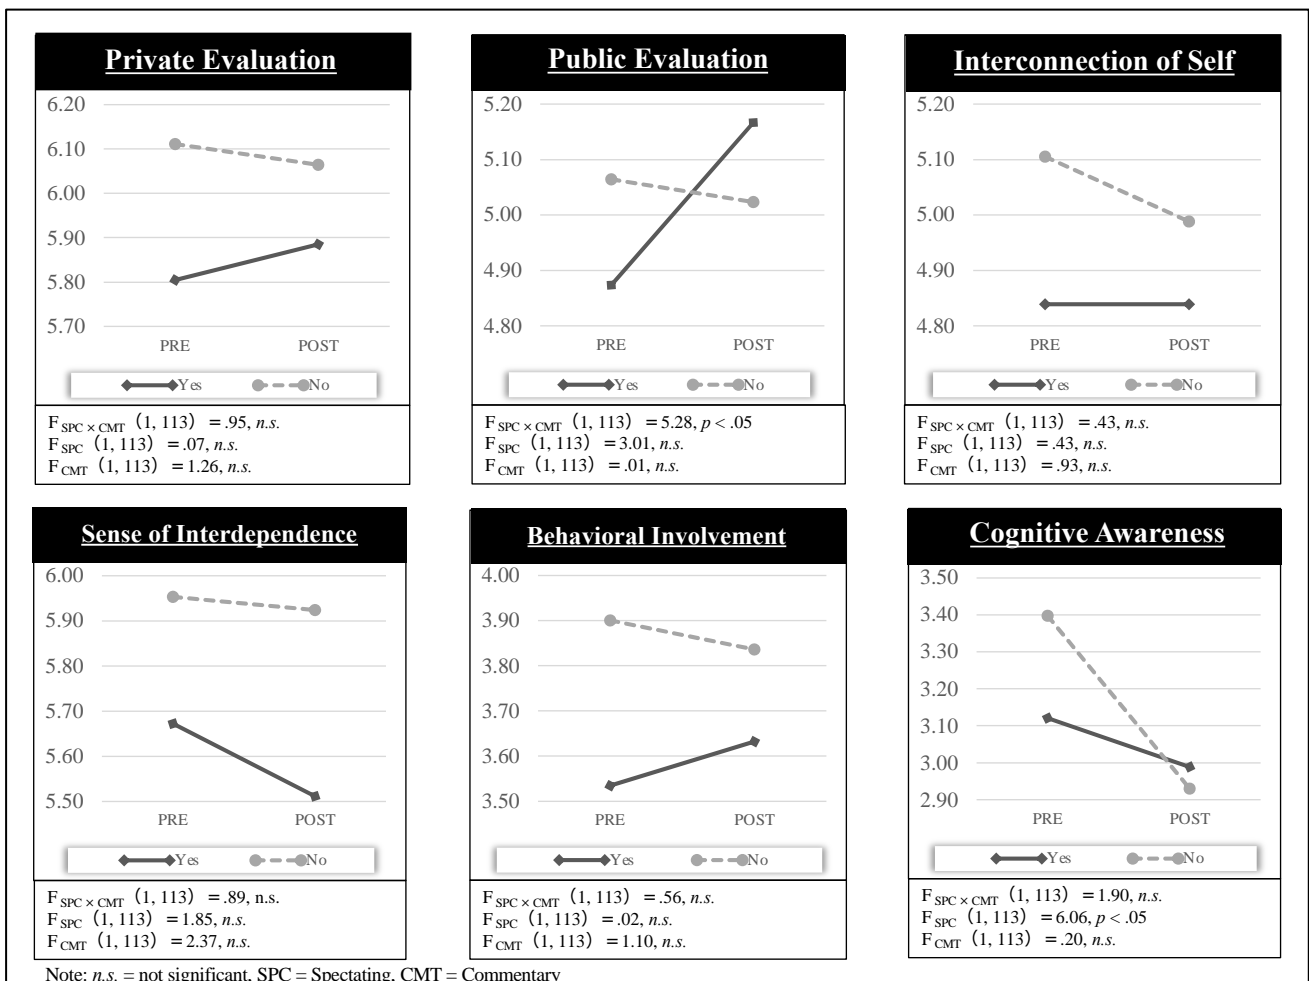 Private Evaluation
6.20
6.10
6.00
5.90
5.80
5.70
PRE POST
Yes No
F SPC × CMT (1, 113) = .95, n.s.
F SPC (1, 113) = .07, n.s.
F CMT (1, 113) = 1.26, n.s.
Public Evaluation
5.20
5.10
5.00
4.90
4.80
PRE POST
Yes No
F SPC × CMT (1, 113) = 5.28, p < .05
F SPC (1, 113) = 3.01, n.s.
F CMT (1, 113) = .01, n.s.
Interconnection of Self
5.20
5.10
5.00
4.90
4.80
PRE POST
Yes No
F SPC × CMT (1, 113) = .43, n.s.
F SPC (1, 113) = .43, n.s.
F CMT (1, 113) = .93, n.s.
Sense of Interdependence
6.00
5.90
5.80
5.70
5.60
5.50
PRE POST
Yes No
F SPC × CMT (1, 113) = .89, n.s.
F SPC (1, 113) = 1.85, n.s.
F CMT (1, 113) = 2.37, n.s.
Behavioral Involvement
4.00
3.90
3.80
3.70
3.60
3.50
PRE POST
Yes No
F SPC × CMT (1, 113) = .56, n.s.
F SPC (1, 113) = .02, n.s.
F CMT (1, 113) = 1.10, n.s.
Cognitive Awareness
3.50
3.40
3.30
3.20
3.10
3.00
2.90
PRE POST
Yes No
F SPC × CMT (1, 113) = 1.90, n.s.
F SPC (1, 113) = 6.06, p < .05
F CMT (1, 113) = .20, n.s.
Note: n.s. = not significant, SPC = Spectating, CMT = Commentary